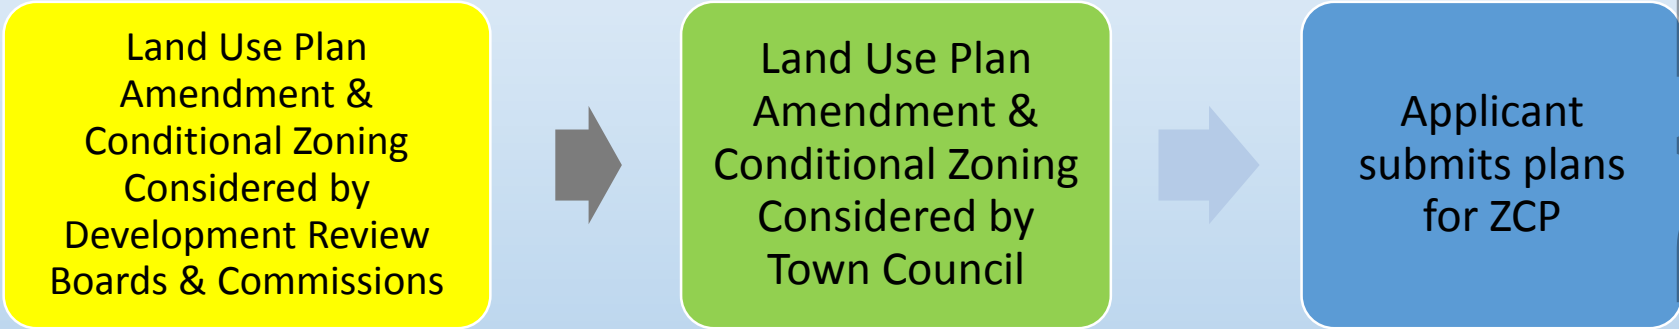 Land Use Plan
Amendment &
Conditional Zoning
Considered by
Development Review
Boards & Commissions
Land Use Plan
Amendment &
Conditional Zoning
Considered by
Town Council
Applicant
submits plans
for ZCP